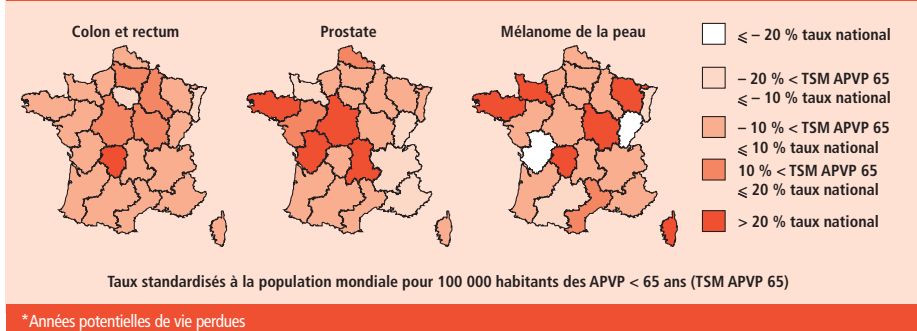 Colon et rectum
Prostate
Mélanome de la peau
⩽ – 20 % taux national
– 20 % < TSM APVP 65
⩽ – 10 % taux national
– 10 % < TSM APVP 65
⩽ 10 % taux national
10 % < TSM APVP 65
⩽ 20 % taux national
> 20 % taux national
Taux standardisés à la population mondiale pour 100 000 habitants des APVP < 65 ans (TSM APVP 65)
*Années potentielles de vie perdues